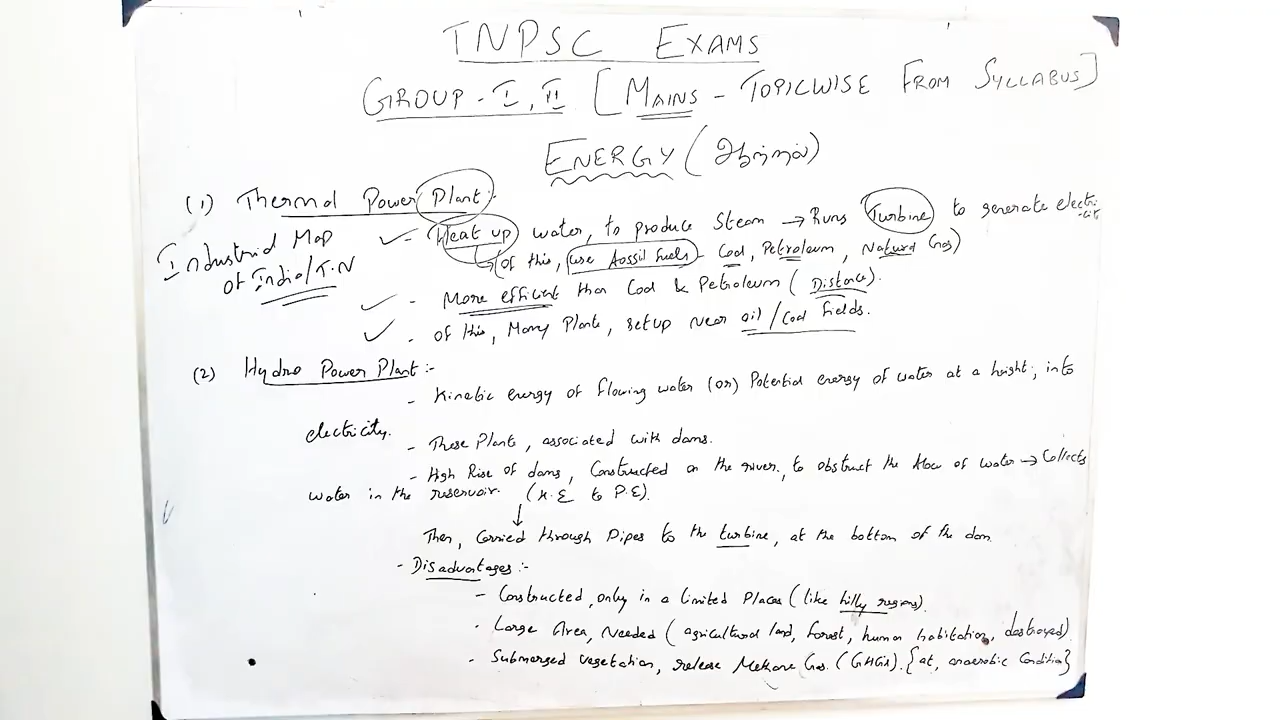 TNPSC EXAMS
GROUP - I, II [MAINS - TOPICWISE FROM SYLLABUS]
ENERGY (ஆற்றல்)
(1) Thermal Power Plant:-
Industrial Map of India/T.N
- Heat up water, to produce Steam → Runs Turbine to generate electricity
→ (of this, use fossil fuels - Coal, Petroleum, Natural Gas)
- More efficient than Coal & Petroleum (Distance).
- of this, Many Plants, setup near oil / Coal fields.
(2) Hydro Power Plant :-
- Kinetic energy of flowing water (or) Potential energy of water at a height, into
electricity.
- These Plants, associated with dams.
- High Rise of dams, Constructed on the river, to obstruct the flow of water → Collects
water in the reservoir. (K.E to P.E).
↓
Then, Carried through Pipes to the turbine, at the bottom of the dam
- Disadvantages :-
- Constructed, only in a limited Places (like hilly regions).
- Large Area, Needed (agricultural land, forest, human habitation, destroyed)
- Submerged vegetation, release Methane Gas. (GHG). {at, anaerobic Condition}